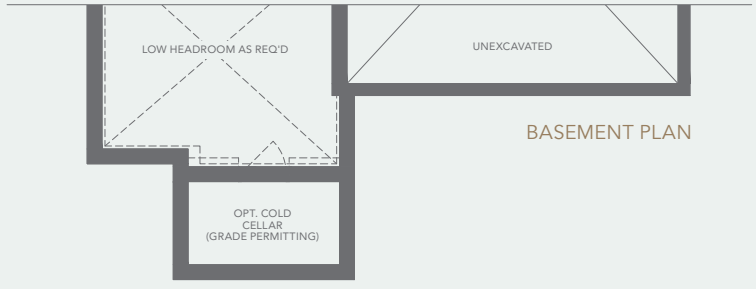 LOW HEADROOM AS REQ'D
UNEXCAVATED
BASEMENT PLAN
OPT. COLD
CELLAR
(GRADE PERMITTING)